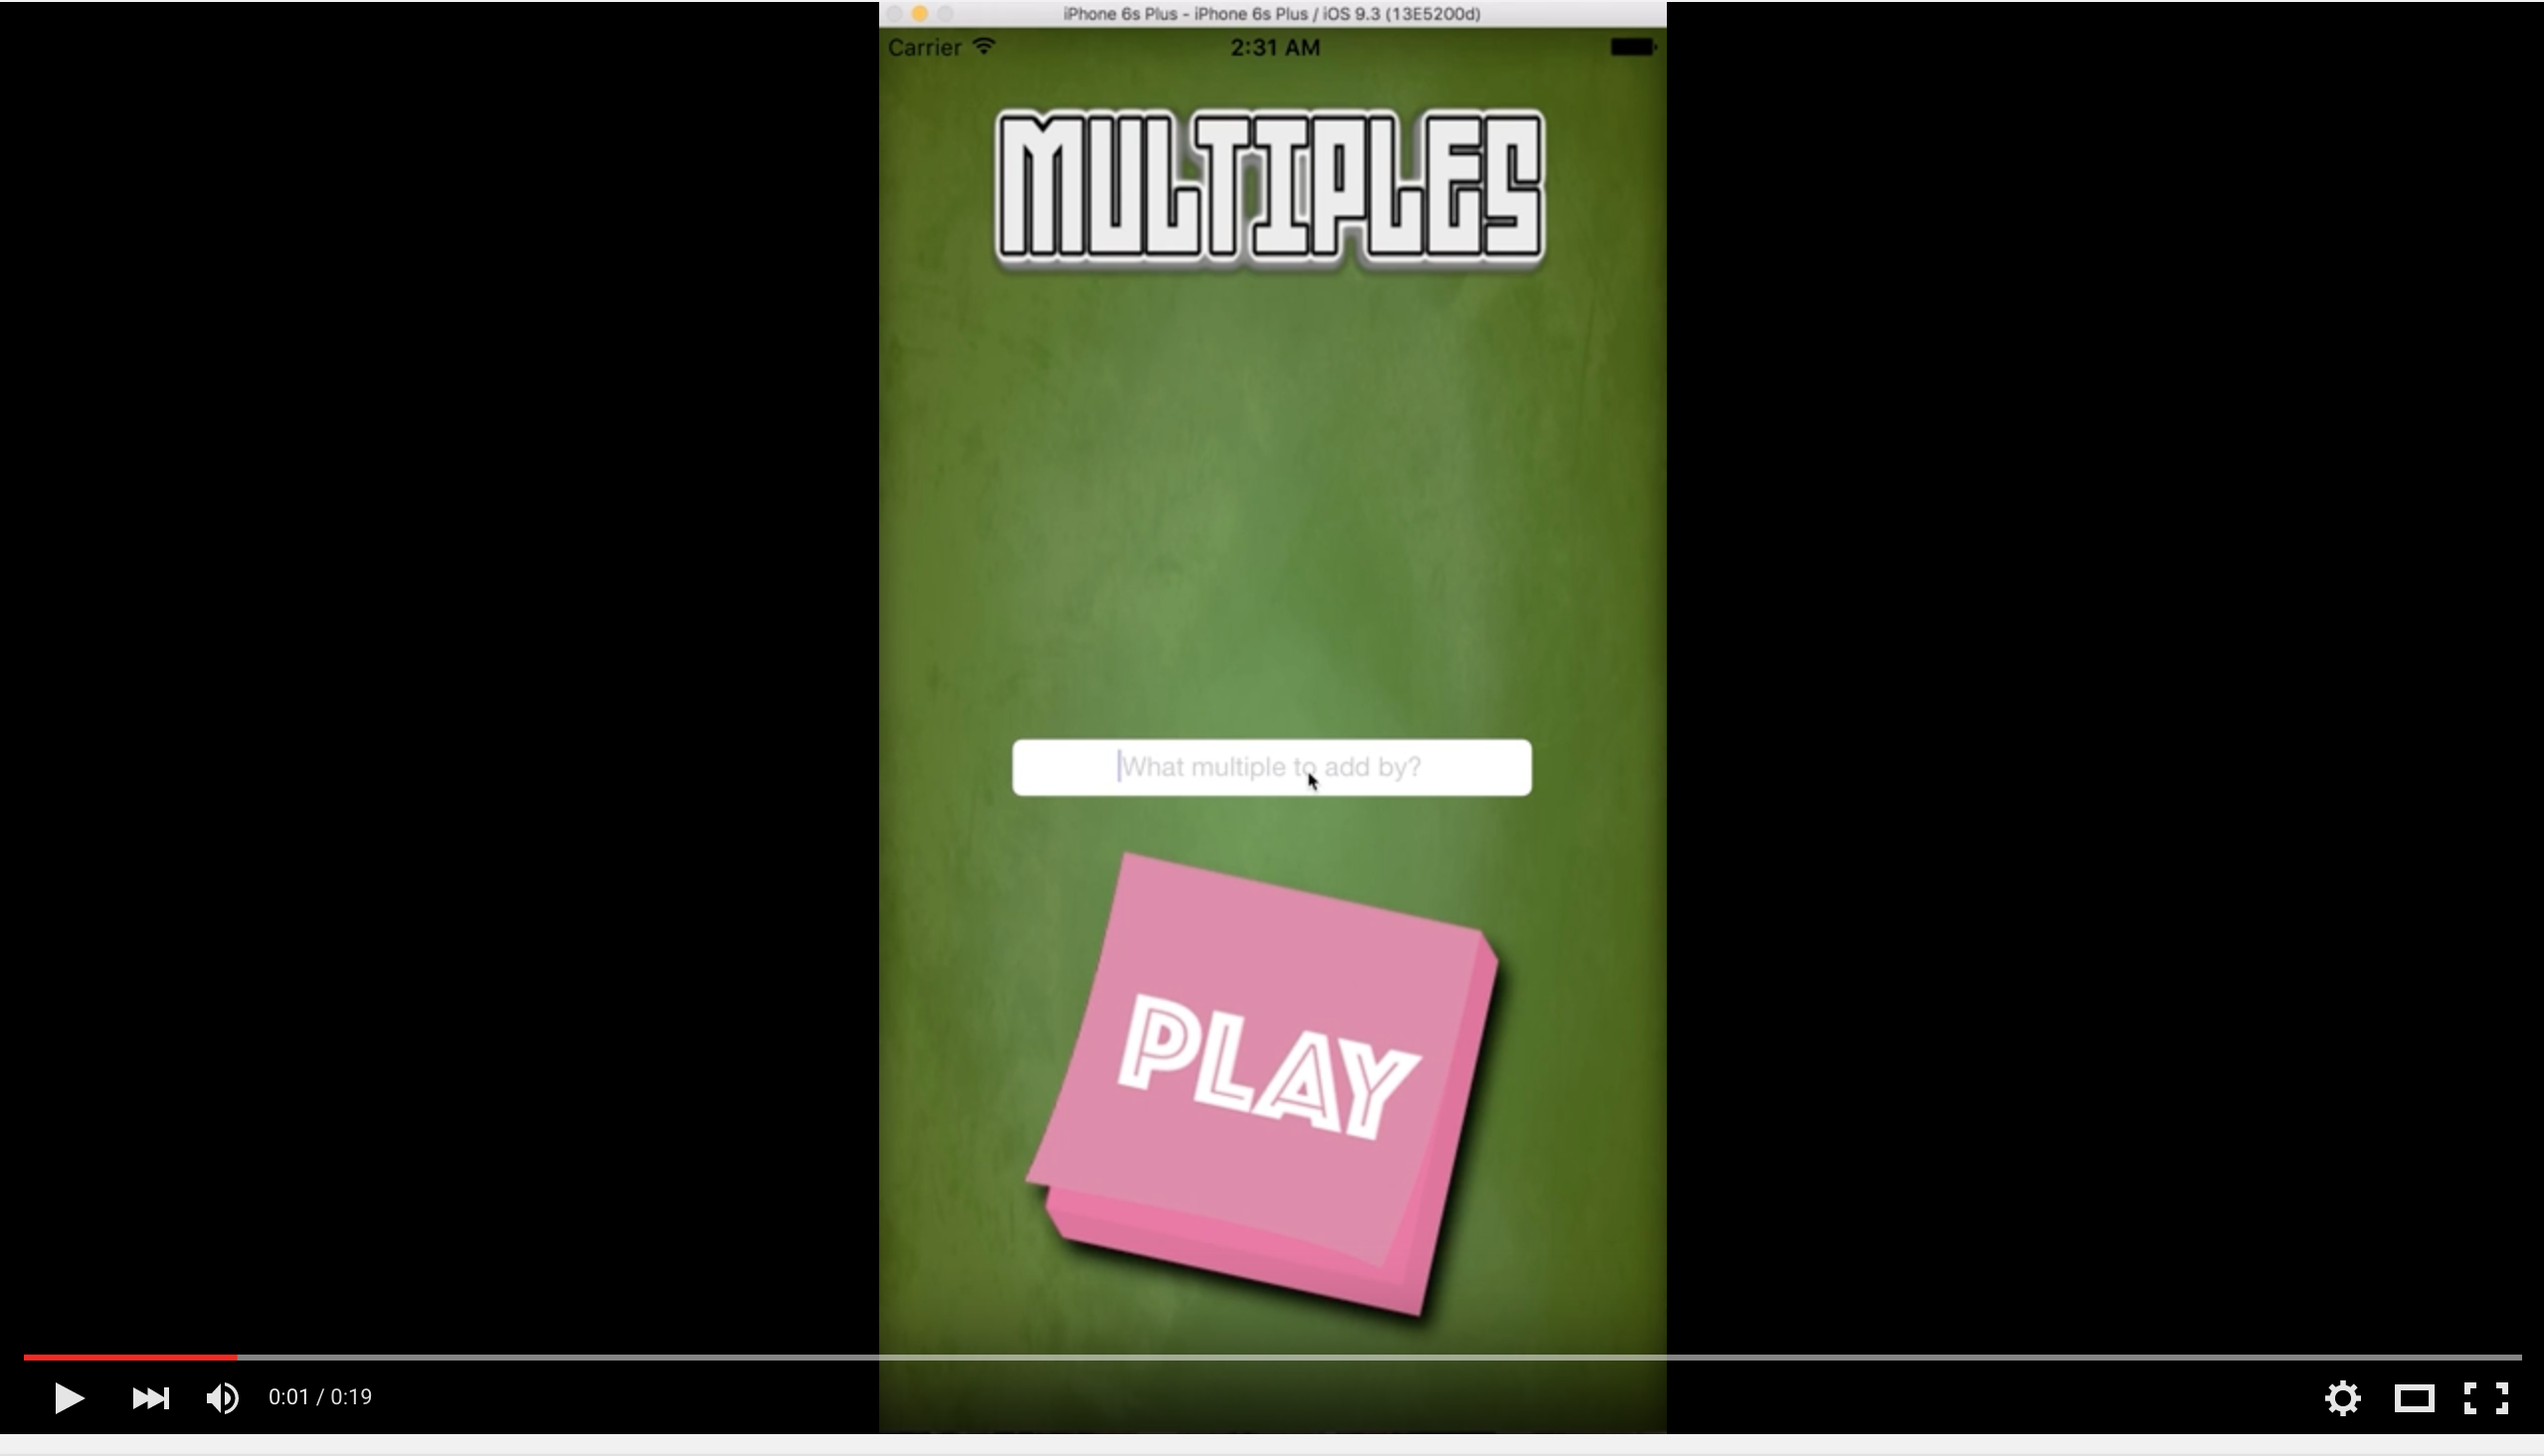 iPhone 6s Plus - iPhone 6s Plus / iOS 9.3 (13E5200d)
Carrier 2:31 AM
MULTIPLES
What multiple to add by?
PLAY
0:01 / 0:19